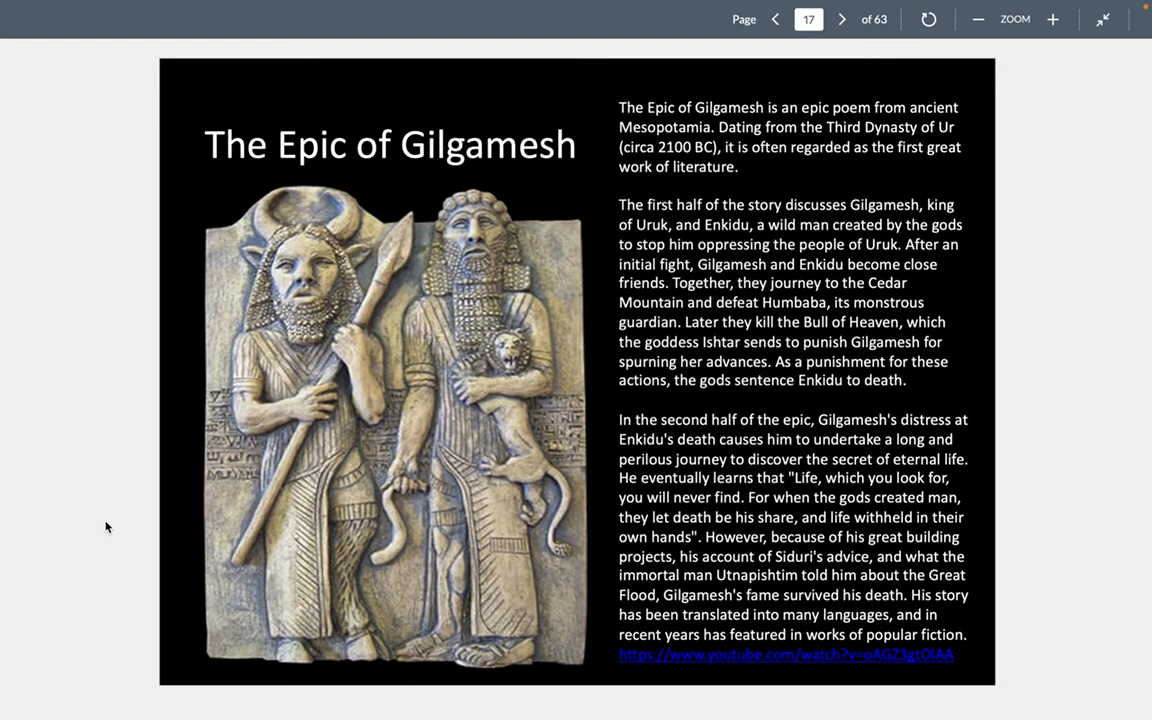 Page 17 of 63 ZOOM
The Epic of Gilgamesh
The Epic of Gilgamesh is an epic poem from ancient
Mesopotamia. Dating from the Third Dynasty of Ur
(circa 2100 BC), it is often regarded as the first great
work of literature.
The first half of the story discusses Gilgamesh, king
of Uruk, and Enkidu, a wild man created by the gods
to stop him oppressing the people of Uruk. After an
initial fight, Gilgamesh and Enkidu become close
friends. Together, they journey to the Cedar
Mountain and defeat Humbaba, its monstrous
guardian. Later they kill the Bull of Heaven, which
the goddess Ishtar sends to punish Gilgamesh for
spurning her advances. As a punishment for these
actions, the gods sentence Enkidu to death.
In the second half of the epic, Gilgamesh's distress at
Enkidu's death causes him to undertake a long and
perilous journey to discover the secret of eternal life.
He eventually learns that "Life, which you look for,
you will never find. For when the gods created man,
they let death be his share, and life withheld in their
own hands". However, because of his great building
projects, his account of Siduri's advice, and what the
immortal man Utnapishtim told him about the Great
Flood, Gilgamesh's fame survived his death. His story
has been translated into many languages, and in
recent years has featured in works of popular fiction.
https://www.youtube.com/watch?v=oAGZ3gtOlAA